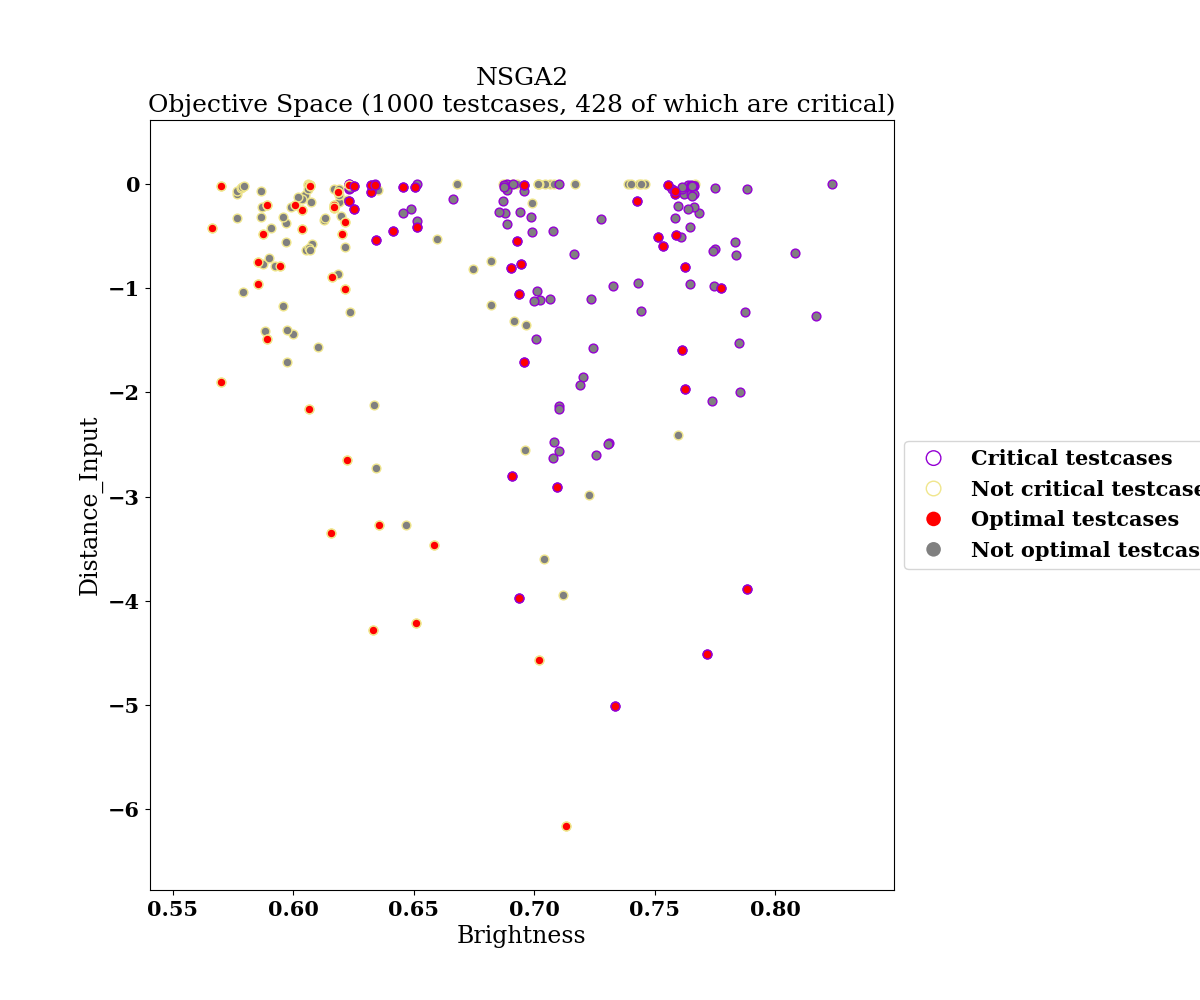 NSGA2
Objective Space (1000 testcases, 428 of which are critical)
0
−1
−2
−3
−4
−5
−6
Distance_Input
0.55 0.60 0.65 0.70 0.75 0.80
Brightness
Critical testcases
Not critical testcase
Optimal testcases
Not optimal testcas